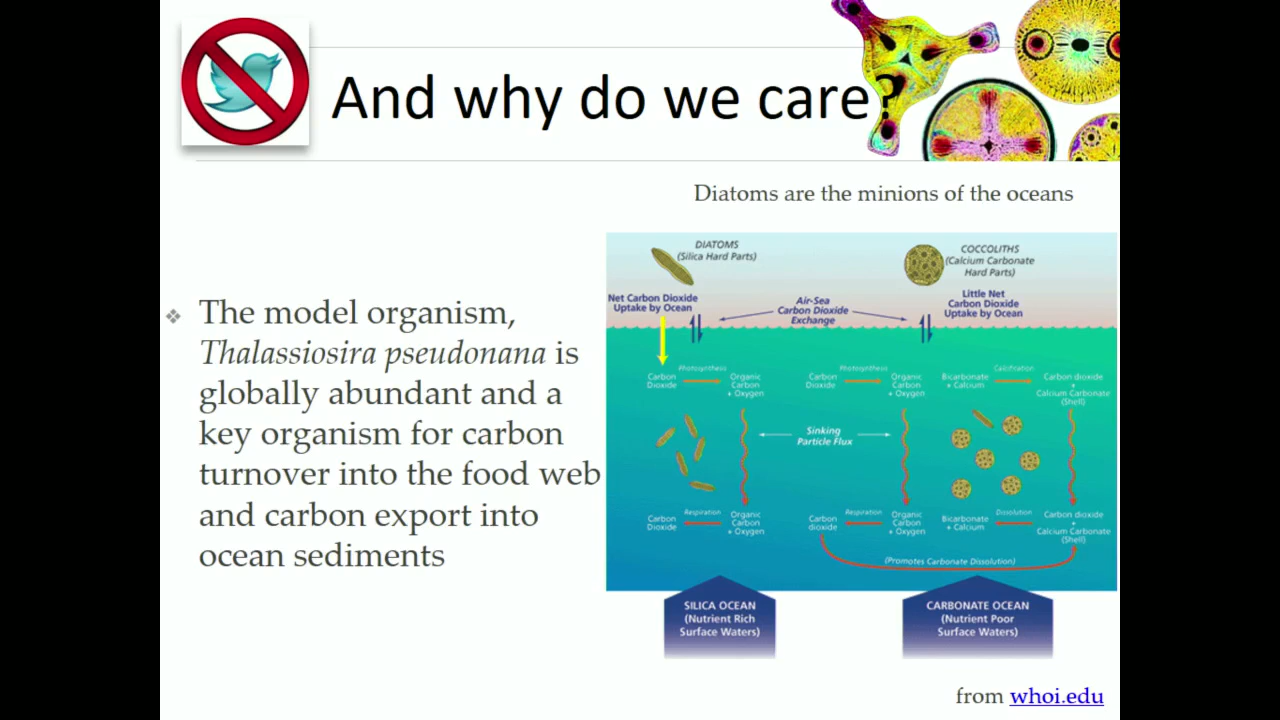 And why do we care?
Diatoms are the minions of the oceans
❖ The model organism,
Thalassiosira pseudonana is
globally abundant and a
key organism for carbon
turnover into the food web
and carbon export into
ocean sediments
DIATOMS
(Silica Hard Parts)
COCCOLITHS
(Calcium Carbonate
Hard Parts)
Net Carbon Dioxide
Uptake by Ocean
Air-Sea
Carbon Dioxide
Exchange
Little Net
Carbon Dioxide
Uptake by Ocean
Carbon
Dioxide
Photosynthesis
Organic
Carbon
+ Oxygen
Carbon
Dioxide
Photosynthesis
Organic
Carbon
+ Oxygen
Bicarbonate
+ Calcium
Calcification
Carbon dioxide
+
Calcium Carbonate
(Shell)
Sinking
Particle Flux
Carbon
Dioxide
Respiration
Organic
Carbon
+ Oxygen
Carbon
dioxide
Respiration
Organic
Carbon
+ Oxygen
Bicarbonate
+ Calcium
Dissolution
Carbon dioxide
+
Calcium Carbonate
(Shell)
(Promotes Carbonate Dissolution)
SILICA OCEAN
(Nutrient Rich
Surface Waters)
CARBONATE OCEAN
(Nutrient Poor
Surface Waters)
from whoi.edu